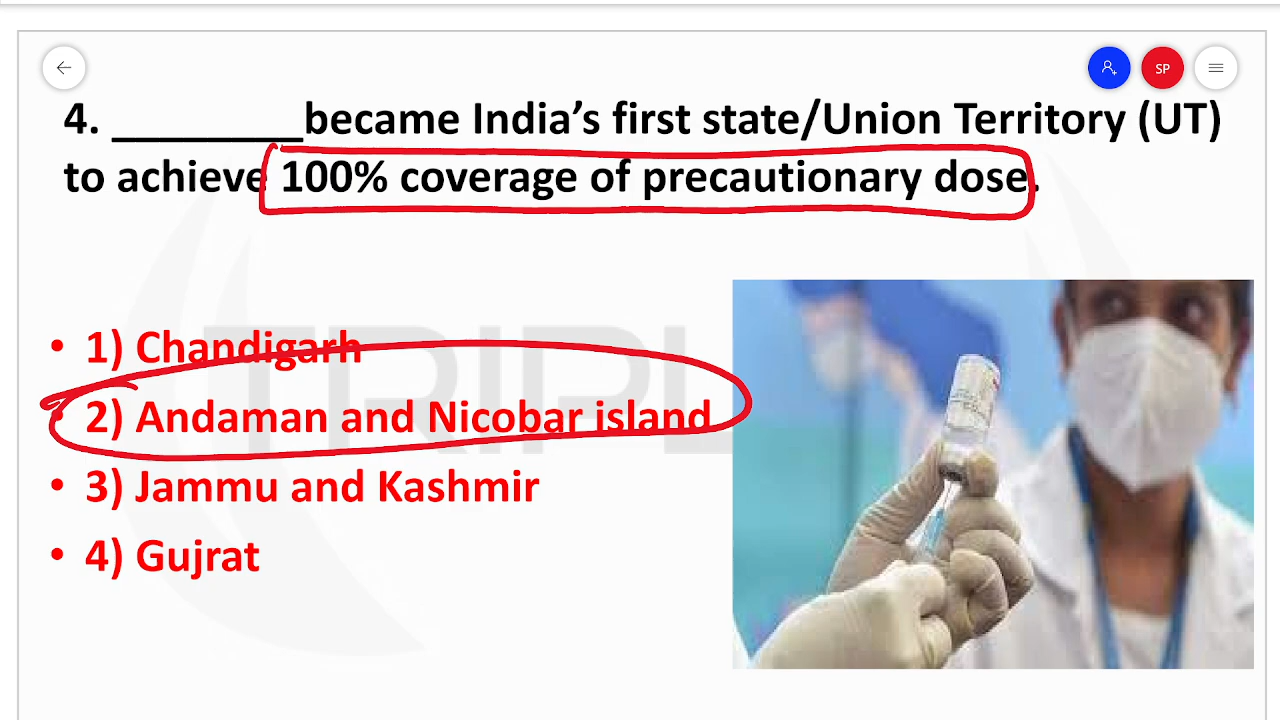 SP
4. ________became India's first state/Union Territory (UT)
to achieve 100% coverage of precautionary dose.
• 1) Chandigarh
• 2) Andaman and Nicobar island
• 3) Jammu and Kashmir
• 4) Gujrat
TRIPL